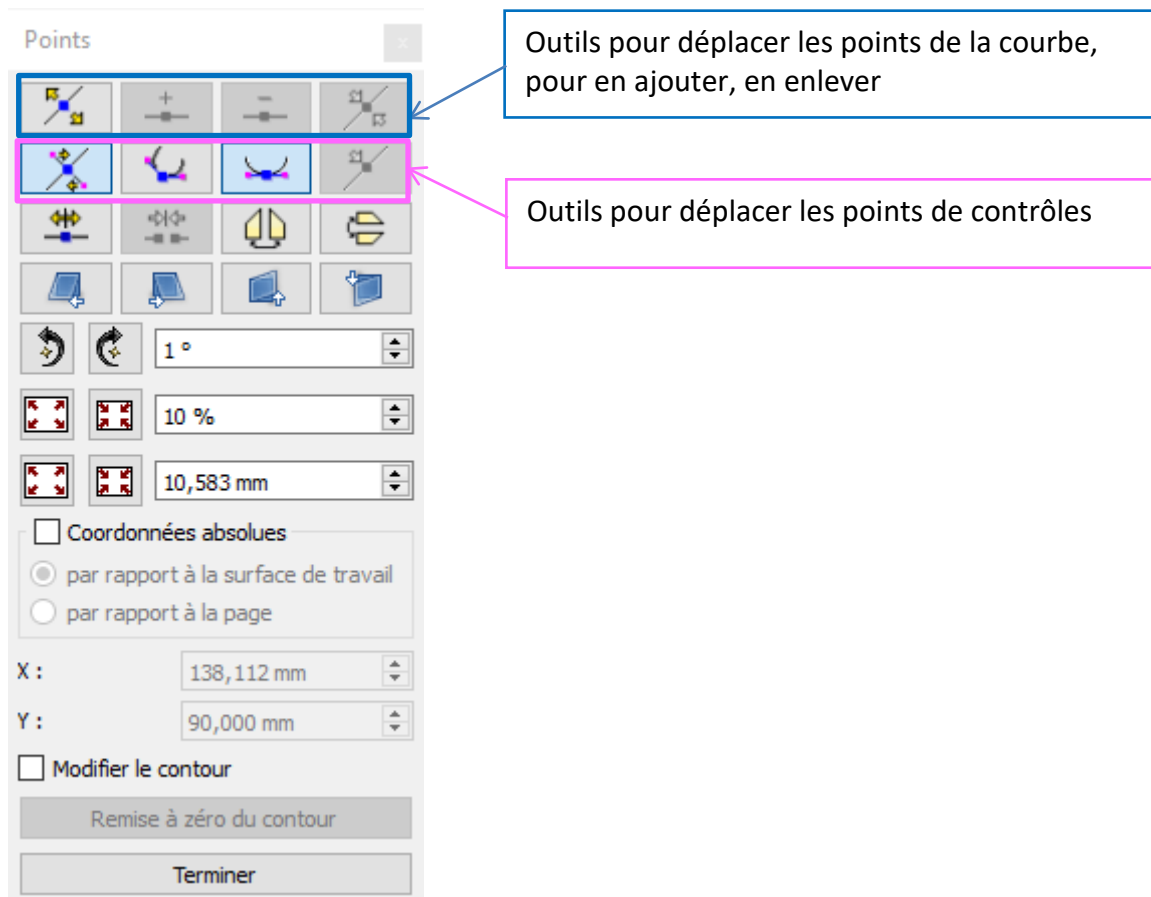 Points
x
Outils pour déplacer les points de la courbe,
pour en ajouter, en enlever
Outils pour déplacer les points de contrôles
1 °
10 %
10,583 mm
Coordonnées absolues
par rapport à la surface de travail
par rapport à la page
X :
138,112 mm
Y :
90,000 mm
Modifier le contour
Remise à zéro du contour
Terminer